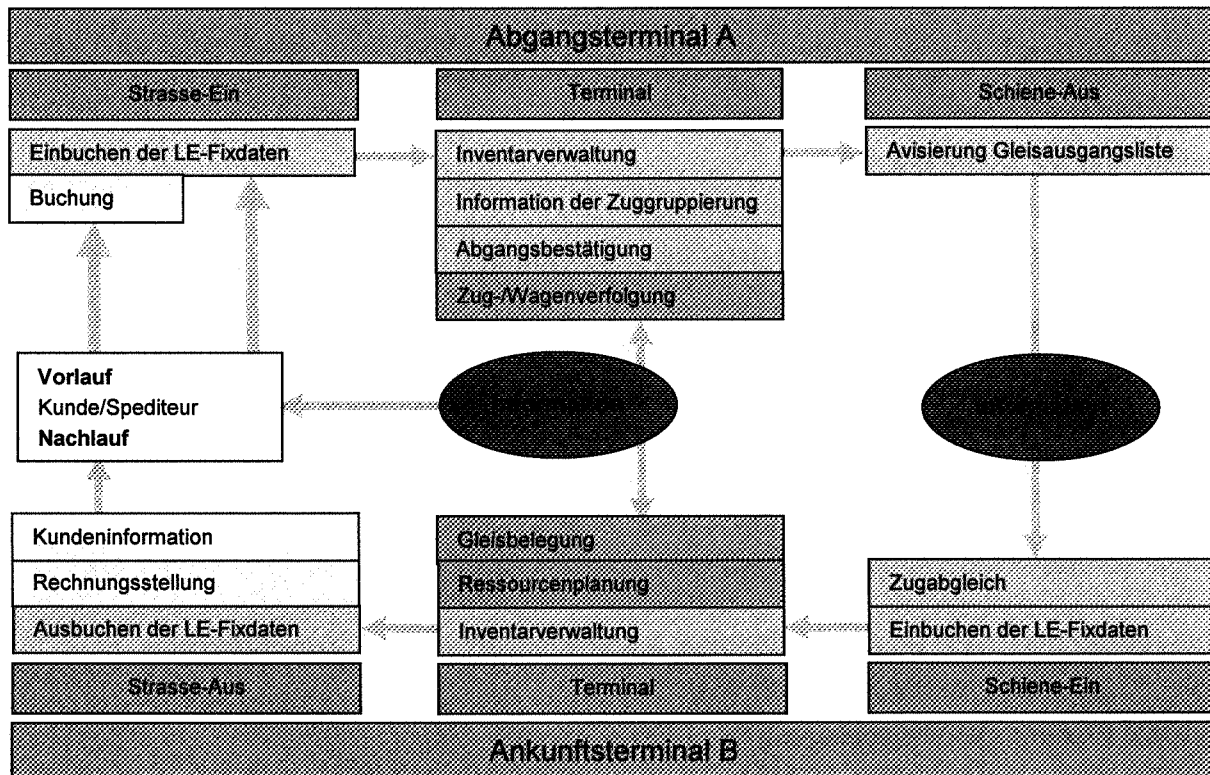 Abgangsterminal A
Strasse-Ein
Terminal
Schiene-Aus
Einbuchen der LE-Fixdaten
Buchung
Inventarverwaltung
Information der Zuggruppierung
Abgangsbestätigung
Zug-/Wagenverfolgung
Avisierung Gleisausgangsliste
Vorlauf
Kunde/Spediteur
Nachlauf
Kundeninformation
Rechnungsstellung
Ausbuchen der LE-Fixdaten
Gleisbelegung
Ressourcenplanung
Inventarverwaltung
Zugabgleich
Einbuchen der LE-Fixdaten
Strasse-Aus
Terminal
Schiene-Ein
Ankunftsterminal B